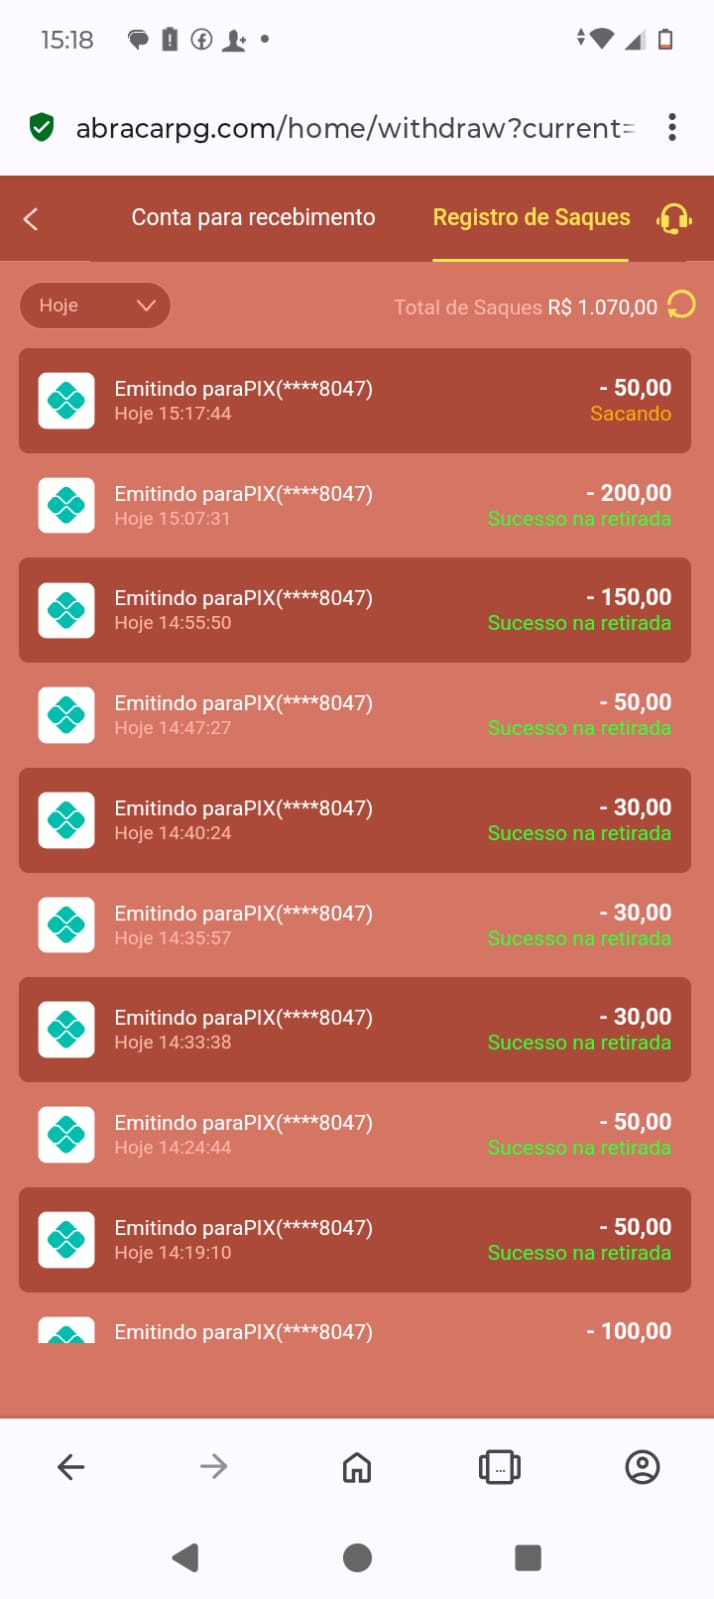 15:18
abracarpg.com/home/withdraw?current=
Conta para recebimento
Registro de Saques
Hoje
Total de Saques R$ 1.070,00
Emitindo paraPIX(****8047)
- 50,00
Hoje 15:17:44
Sacando
Emitindo paraPIX(****8047)
- 200,00
Hoje 15:07:31
Sucesso na retirada
Emitindo paraPIX(****8047)
- 150,00
Hoje 14:55:50
Sucesso na retirada
Emitindo paraPIX(****8047)
- 50,00
Hoje 14:47:27
Sucesso na retirada
Emitindo paraPIX(****8047)
- 30,00
Hoje 14:40:24
Sucesso na retirada
Emitindo paraPIX(****8047)
- 30,00
Hoje 14:35:57
Sucesso na retirada
Emitindo paraPIX(****8047)
- 30,00
Hoje 14:33:38
Sucesso na retirada
Emitindo paraPIX(****8047)
- 50,00
Hoje 14:24:44
Sucesso na retirada
Emitindo paraPIX(****8047)
- 50,00
Hoje 14:19:10
Sucesso na retirada
Emitindo paraPIX(****8047)
- 100,00